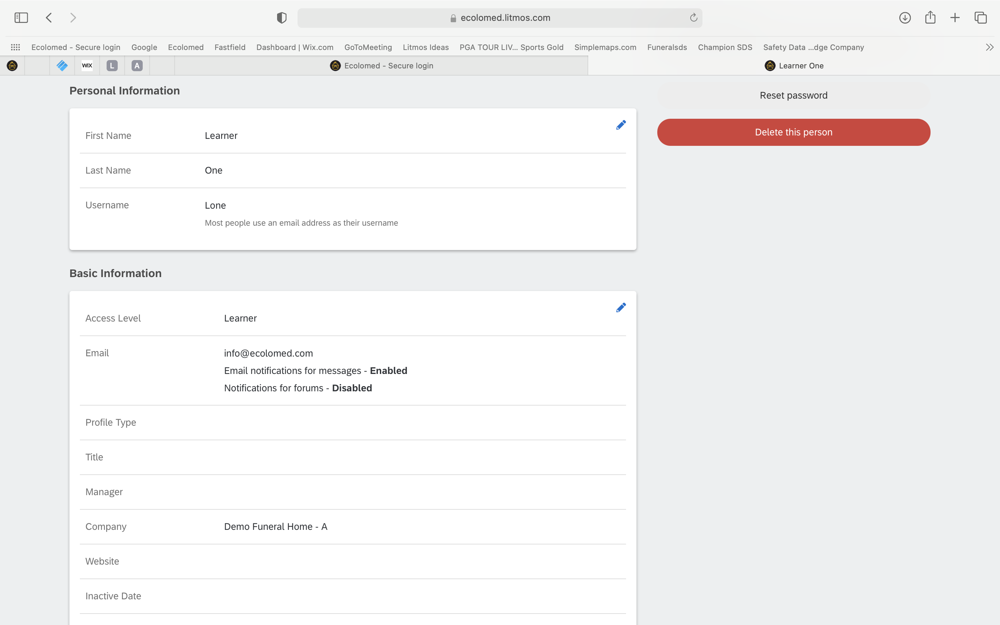 ecolomed.litmos.com
Ecolomed - Secure login Google Ecolomed Fastfield Dashboard | Wix.com GoToMeeting Litmos Ideas PGA TOUR LIV... Sports Gold Simplemaps.com Funeralsds Champion SDS Safety Data ...dge Company
WIX L A Ecolomed - Secure login Learner One
Personal Information
Reset password
Delete this person
First Name Learner
Last Name One
Username Lone
Most people use an email address as their username
Basic Information
Access Level Learner
Email info@ecolomed.com
Email notifications for messages - Enabled
Notifications for forums - Disabled
Profile Type
Title
Manager
Company Demo Funeral Home - A
Website
Inactive Date